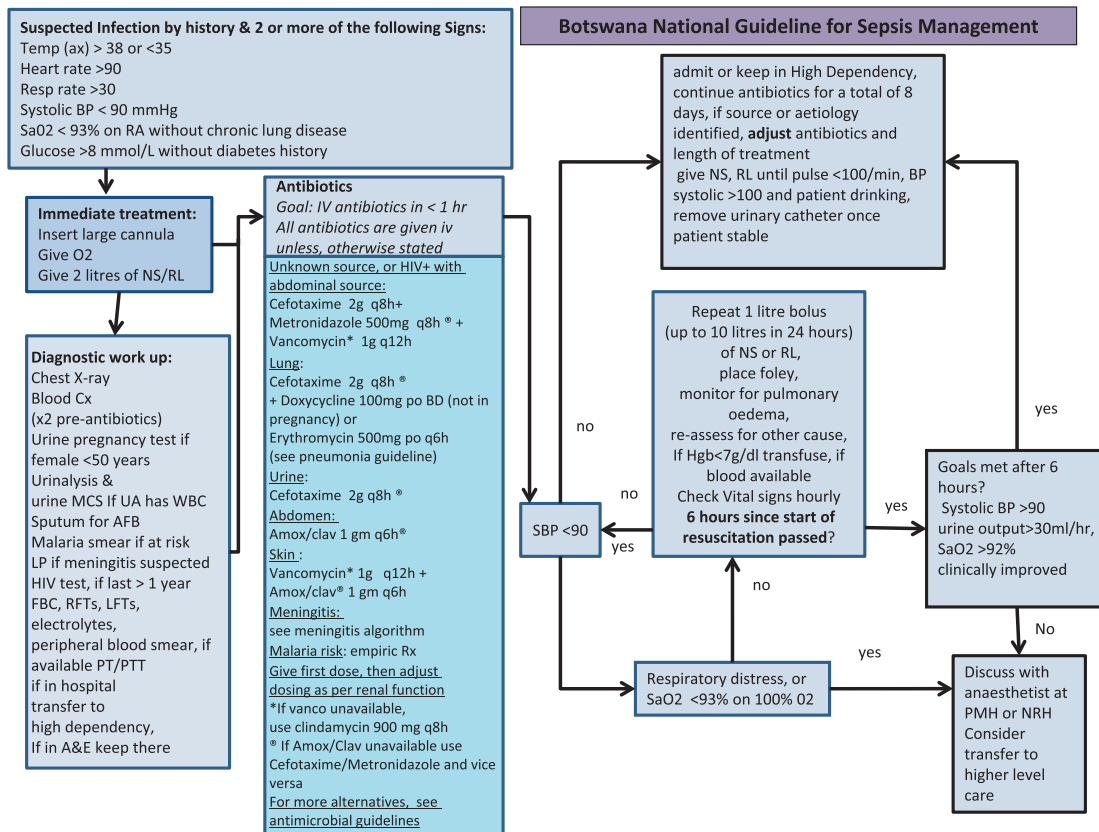 Botswana National Guideline for Sepsis Management
Suspected Infection by history & 2 or more of the following Signs:
Temp (ax) > 38 or <35
Heart rate >90
Resp rate >30
Systolic BP < 90 mmHg
Sa02 < 93% on RA without chronic lung disease
Glucose >8 mmol/L without diabetes history
Immediate treatment:
Insert large cannula
Give O2
Give 2 litres of NS/RL
Diagnostic work up:
Chest X-ray
Blood Cx
(x2 pre-antibiotics)
Urine pregnancy test if
female <50 years
Urinalysis &
urine MCS If UA has WBC
Sputum for AFB
Malaria smear if at risk
LP if meningitis suspected
HIV test, if last > 1 year
FBC, RFTs, LFTs,
electrolytes,
peripheral blood smear, if
available PT/PTT
if in hospital
transfer to
high dependency,
If in A&E keep there
Antibiotics
Goal: IV antibiotics in < 1 hr
All antibiotics are given iv
unless, otherwise stated
Unknown source, or HIV+ with
abdominal source:
Cefotaxime 2g q8h+
Metronidazole 500mg q8h ® +
Vancomycin* 1g q12h
Lung:
Cefotaxime 2g q8h ®
+ Doxycycline 100mg po BD (not in
pregnancy) or
Erythromycin 500mg po q6h
(see pneumonia guideline)
Urine:
Cefotaxime 2g q8h ®
Abdomen:
Amox/clav 1 gm q6h®
Skin :
Vancomycin* 1g q12h +
Amox/clav® 1 gm q6h
Meningitis:
see meningitis algorithm
Malaria risk: empiric Rx
Give first dose, then adjust
dosing as per renal function
*If vanco unavailable,
use clindamycin 900 mg q8h
® If Amox/Clav unavailable use
Cefotaxime/Metronidazole and vice
versa
For more alternatives, see
antimicrobial guidelines
SBP <90
no
yes
admit or keep in High Dependency,
continue antibiotics for a total of 8
days, if source or aetiology
identified, adjust antibiotics and
length of treatment
give NS, RL until pulse <100/min, BP
systolic >100 and patient drinking,
remove urinary catheter once
patient stable
Repeat 1 litre bolus
(up to 10 litres in 24 hours)
of NS or RL,
place foley,
monitor for pulmonary
oedema,
re-assess for other cause,
If Hgb<7g/dl transfuse, if
blood available
Check Vital signs hourly
6 hours since start of
resuscitation passed?
no
yes
Respiratory distress, or
SaO2 <93% on 100% 02
no
yes
Goals met after 6
hours?
Systolic BP >90
urine output>30ml/hr,
SaO2 >92%
clinically improved
yes
No
Discuss with
anaesthetist at
PMH or NRH
Consider
transfer to
higher level
care